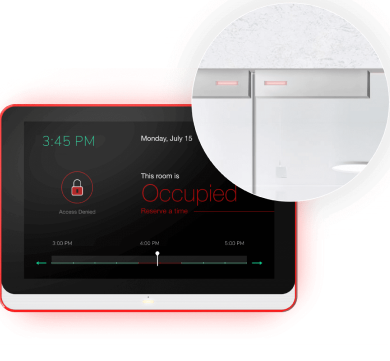 3:45 PM
Monday, July 15
This room is
Occupied
Reserve a time
Access Denied
3:00 PM
4:00 PM
5:00 PM